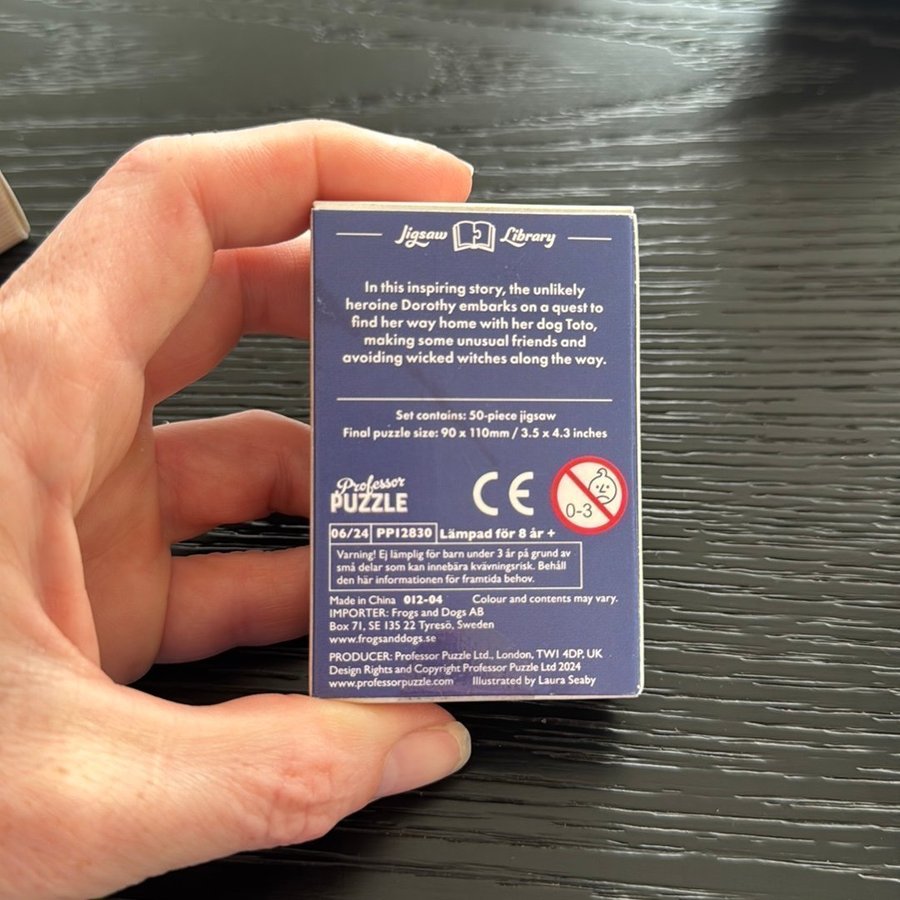 Jigsaw Library
In this inspiring story, the unlikely
heroine Dorothy embarks on a quest to
find her way home with her dog Toto,
making some unusual friends and
avoiding wicked witches along the way.
Set contains: 50-piece jigsaw
Final puzzle size: 90 x 110mm / 3.5 x 4.3 inches
Professor
PUZZLE
CE
0-3
06/24 PP12830 Lämpad för 8 år +
Varning! Ej lämplig för barn under 3 år på grund av
små delar som kan innebära kvävningsrisk. Behåll
den här informationen för framtida behov.
Made in China 012-04 Colour and contents may vary.
IMPORTER: Frogs and Dogs AB
Box 71, SE 135 22 Tyresö, Sweden
www.frogsanddogs.se
PRODUCER: Professor Puzzle Ltd., London, TW1 4DP, UK
Design Rights and Copyright Professor Puzzle Ltd 2024
www.professorpuzzle.com Illustrated by Laura Seaby